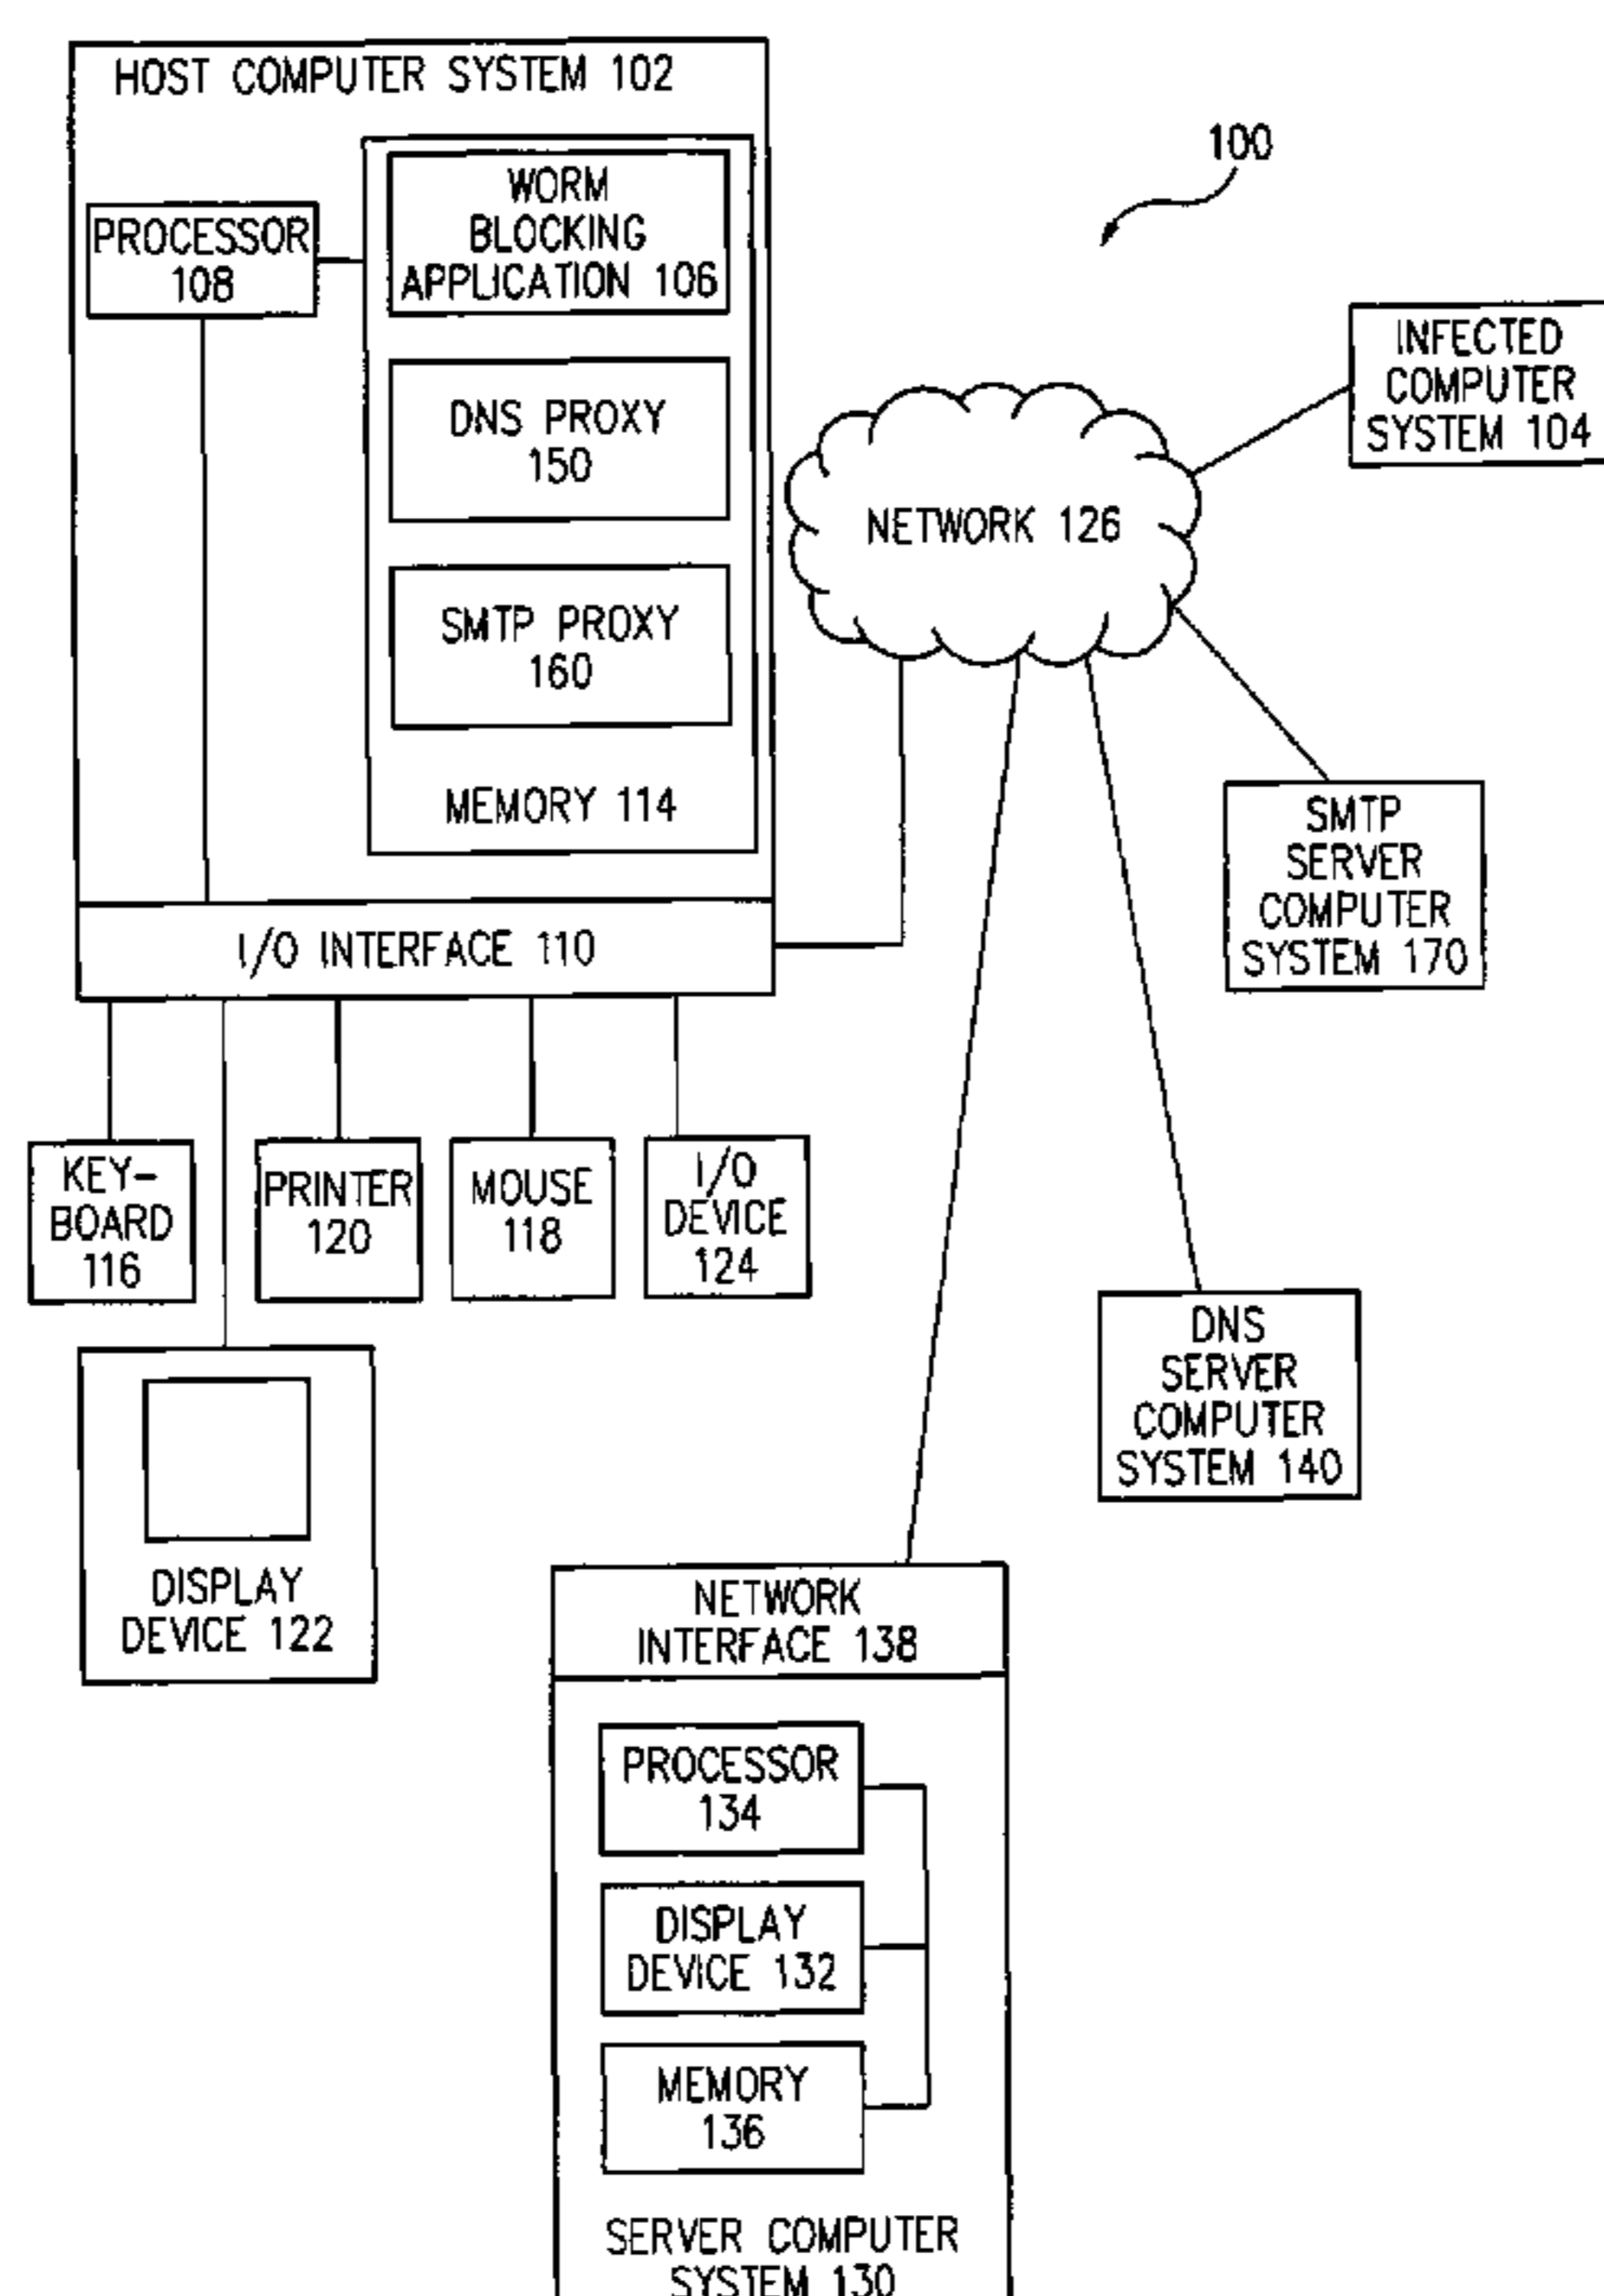 HOST COMPUTER SYSTEM 102
100
WORM
BLOCKING
APPLICATION 106
PROCESSOR
108
DNS PROXY
150
SMTP PROXY
160
MEMORY 114
I/O INTERFACE 110
NETWORK 126
INFECTED
COMPUTER
SYSTEM 104
SMTP
SERVER
COMPUTER
SYSTEM 170
KEY-
BOARD
116
PRINTER
120
MOUSE
118
I/O
DEVICE
124
DISPLAY
DEVICE 122
DNS
SERVER
COMPUTER
SYSTEM 140
NETWORK
INTERFACE 138
PROCESSOR
134
DISPLAY
DEVICE 132
MEMORY
136
SERVER COMPUTER
SYSTEM 130